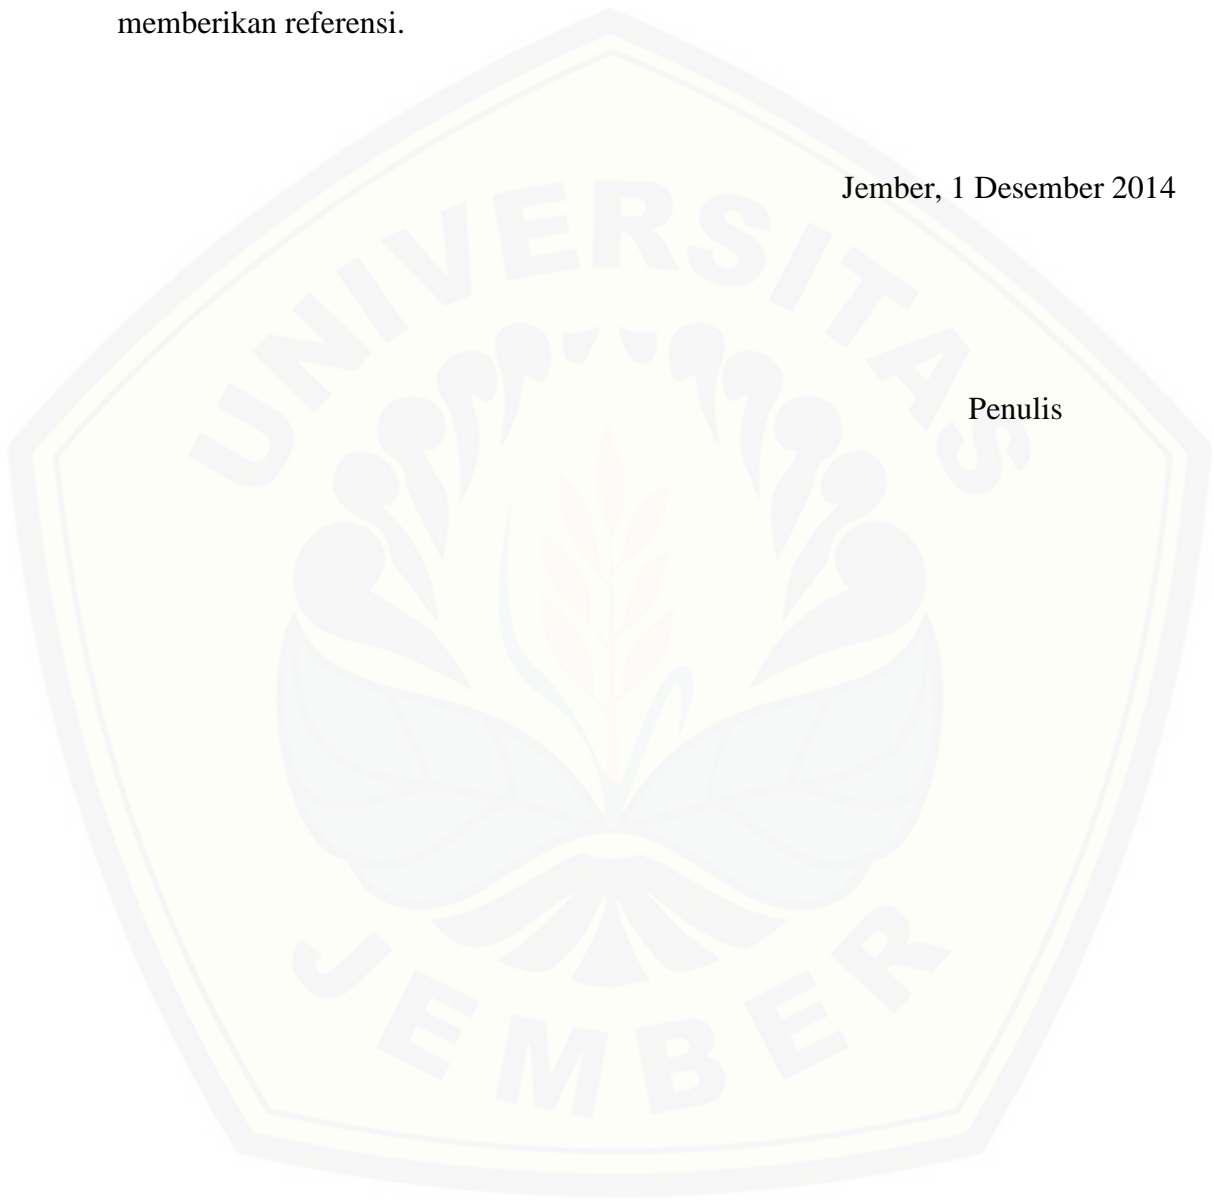 memberikan referensi.
Jember, 1 Desember 2014
UNIVERSITAS
Penulis
JEMBER